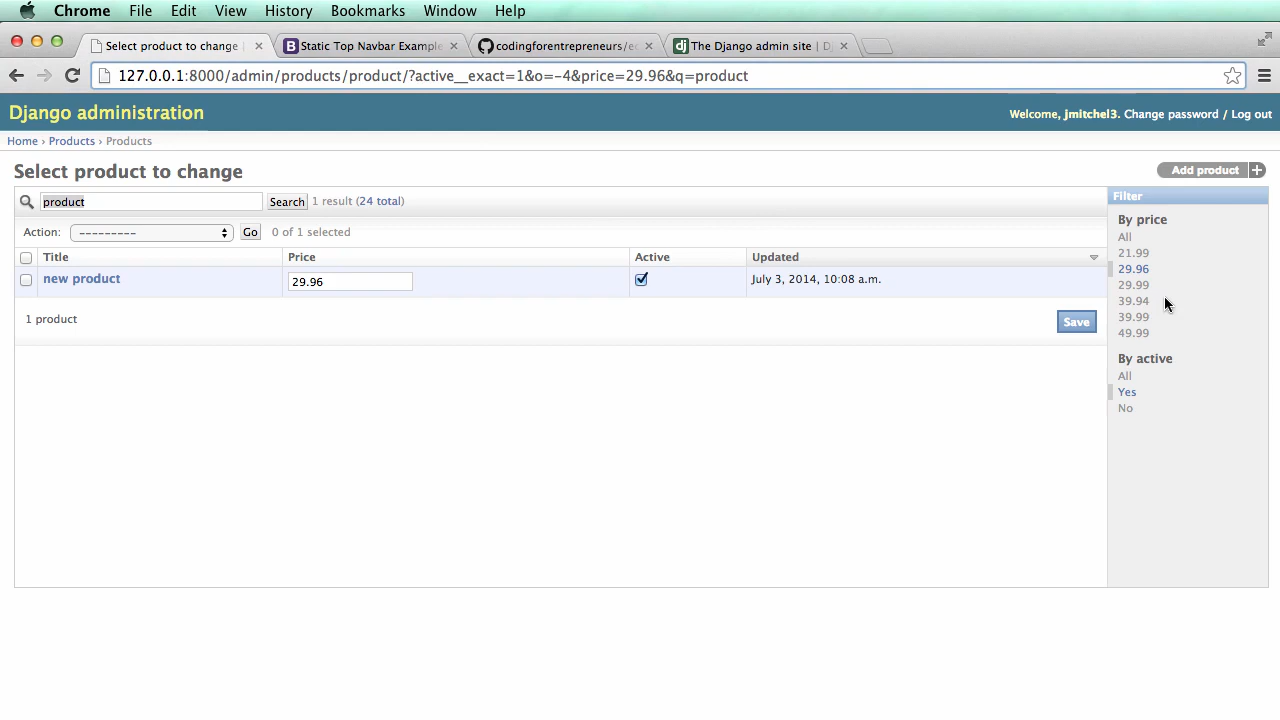 Chrome File Edit View History Bookmarks Window Help
Select product to change | Static Top Navbar Example codingforentrepreneurs/ec The Django admin site | D
127.0.0.1:8000/admin/products/product/?active__exact=1&o=-4&price=29.96&q=product
Django administration
Welcome, jmitchel3. Change password / Log out
Home › Products › Products
Select product to change
Add product +
product Search 1 result (24 total)
Action: --------- Go 0 of 1 selected
Title Price Active Updated
new product 29.96 July 3, 2014, 10:08 a.m.
1 product
Save
Filter
By price
All
21.99
29.96
29.99
39.94
39.99
49.99
By active
All
Yes
No